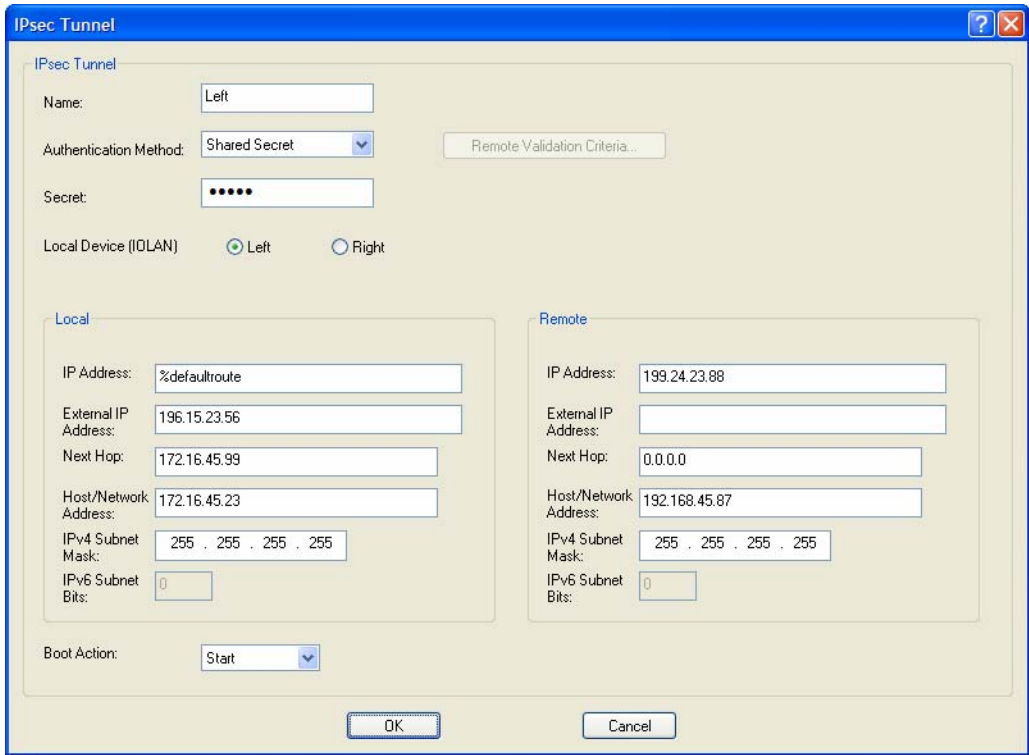 IPsec Tunnel
IPsec Tunnel
Name: Left
Authentication Method: Shared Secret Remote Validation Criteria...
Secret: •••••
Local Device (IOLAN) Left Right
Local
IP Address: %defaultroute
External IP Address: 196.15.23.56
Next Hop: 172.16.45.99
Host/Network Address: 172.16.45.23
IPv4 Subnet Mask: 255 . 255 . 255 . 255
IPv6 Subnet Bits: 0
Remote
IP Address: 199.24.23.88
External IP Address:
Next Hop: 0.0.0.0
Host/Network Address: 192.168.45.87
IPv4 Subnet Mask: 255 . 255 . 255 . 255
IPv6 Subnet Bits: 0
Boot Action: Start
OK Cancel